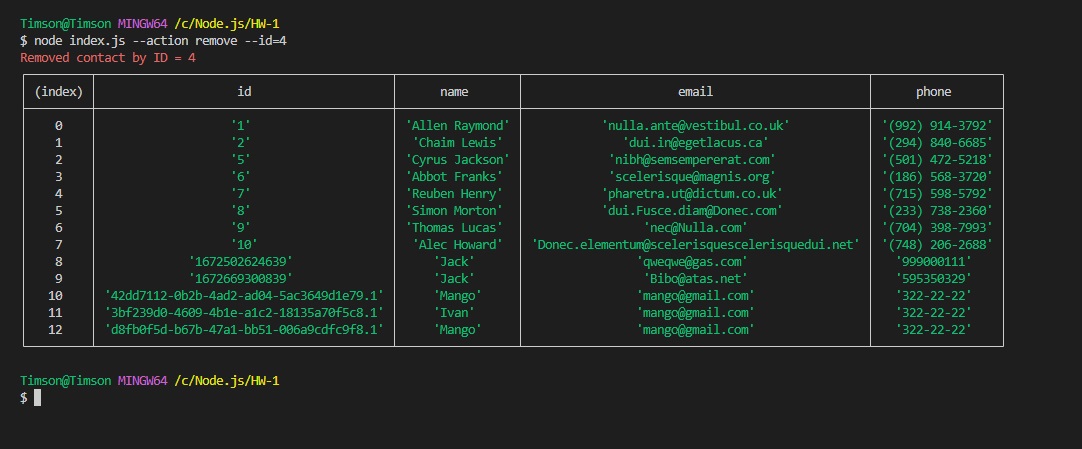 Timson@Timson MINGW64 /c/Node.js/HW-1
$ node index.js --action remove --id=4
Removed contact by ID = 4
(index) id name email phone
0 '1' 'Allen Raymond' 'nulla.ante@vestibul.co.uk' '(992) 914-3792'
1 '2' 'Chaim Lewis' 'dui.in@egetlacus.ca' '(294) 840-6685'
2 '5' 'Cyrus Jackson' 'nibh@semsempererat.com' '(501) 472-5218'
3 '6' 'Abbot Franks' 'scelerisque@magnis.org' '(186) 568-3720'
4 '7' 'Reuben Henry' 'pharetra.ut@dictum.co.uk' '(715) 598-5792'
5 '8' 'Simon Morton' 'dui.Fusce.diam@Donec.com' '(233) 738-2360'
6 '9' 'Thomas Lucas' 'nec@Nulla.com' '(704) 398-7993'
7 '10' 'Alec Howard' 'Donec.elementum@scelerisquescelerisquedui.net' '(748) 206-2688'
8 '1672502624639' 'Jack' 'qweqwe@gas.com' '999000111'
9 '1672669300839' 'Jack' 'Bibo@atas.net' '595350329'
10 '42dd7112-0b2b-4ad2-ad04-5ac3649d1e79.1' 'Mango' 'mango@gmail.com' '322-22-22'
11 '3bf239d0-4609-4b1e-a1c2-18135a70f5c8.1' 'Ivan' 'mango@gmail.com' '322-22-22'
12 'd8fb0f5d-b67b-47a1-bb51-006a9cdfc9f8.1' 'Mango' 'mango@gmail.com' '322-22-22'
Timson@Timson MINGW64 /c/Node.js/HW-1
$